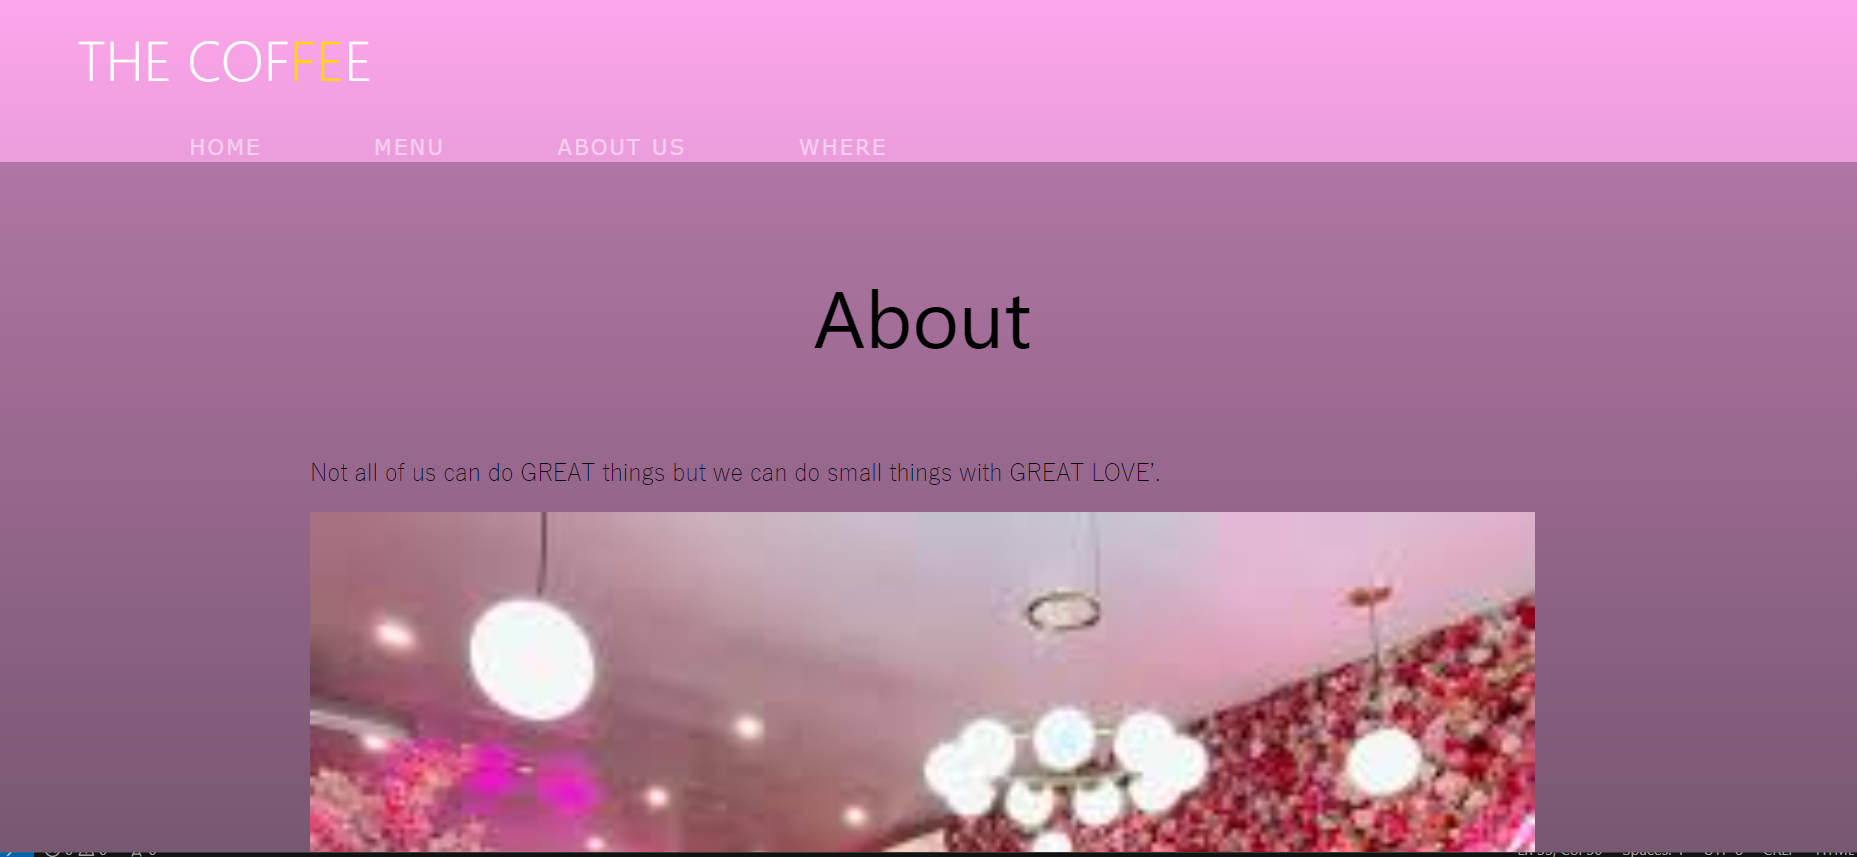 THE COFFEE
HOME MENU ABOUT US WHERE
About
Not all of us can do GREAT things but we can do small things with GREAT LOVE’.